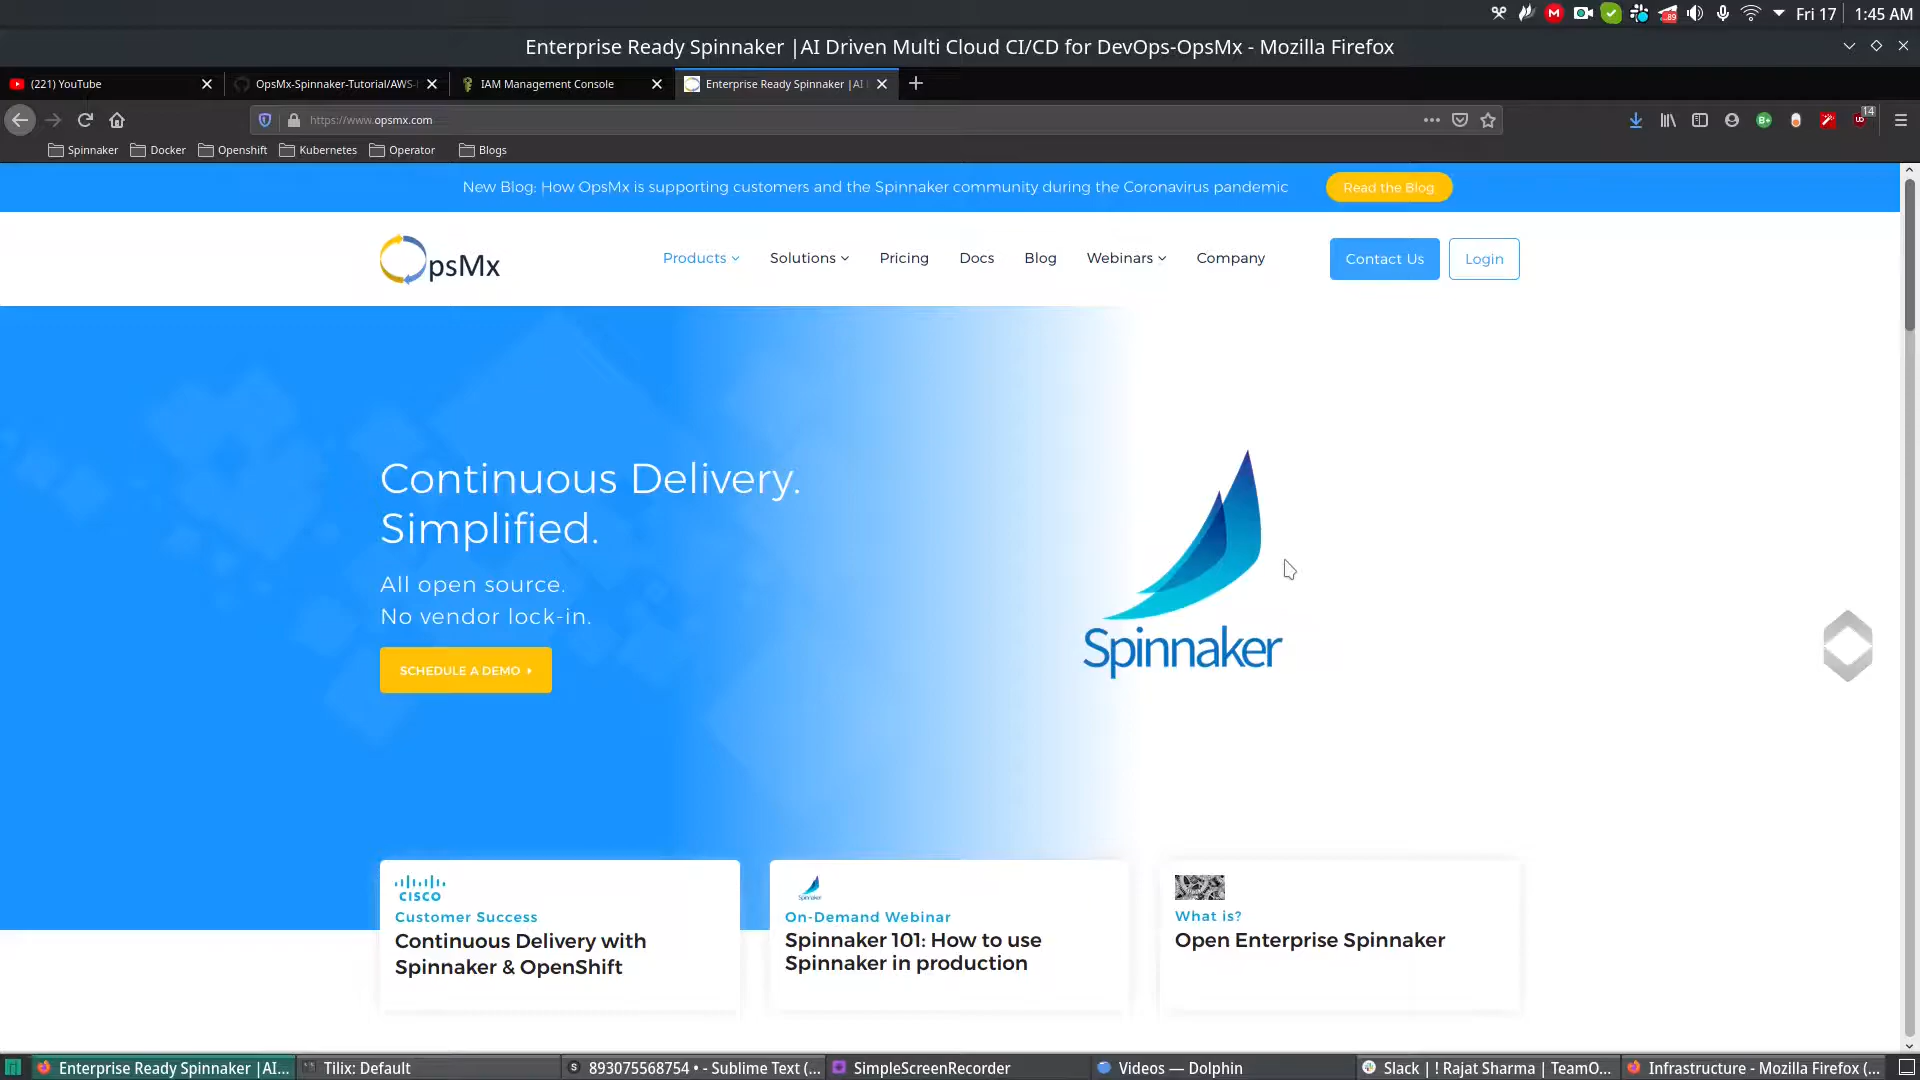 Fri 17
1:45 AM
89
Enterprise Ready Spinnaker |AI Driven Multi Cloud CI/CD for DevOps-OpsMx - Mozilla Firefox
(221) YouTube
OpsMx-Spinnaker-Tutorial/AWS-
IAM Management Console
Enterprise Ready Spinnaker |AI
https://www.opsmx.com
14
Spinnaker
Docker
Openshift
Kubernetes
Operator
Blogs
New Blog: How OpsMx is supporting customers and the Spinnaker community during the Coronavirus pandemic
Read the Blog
OpsMx
Products
Solutions
Pricing
Docs
Blog
Webinars
Company
Contact Us
Login
Continuous Delivery.
Simplified.
All open source.
No vendor lock-in.
SCHEDULE A DEMO
Spinnaker
CISCO
Customer Success
Continuous Delivery with
Spinnaker & OpenShift
Spinnaker
On-Demand Webinar
Spinnaker 101: How to use
Spinnaker in production
What is?
Open Enterprise Spinnaker
Enterprise Ready Spinnaker |AI...
Tilix: Default
893075568754 • - Sublime Text (...
SimpleScreenRecorder
Videos — Dolphin
Slack | ! Rajat Sharma | TeamO...
Infrastructure - Mozilla Firefox (...